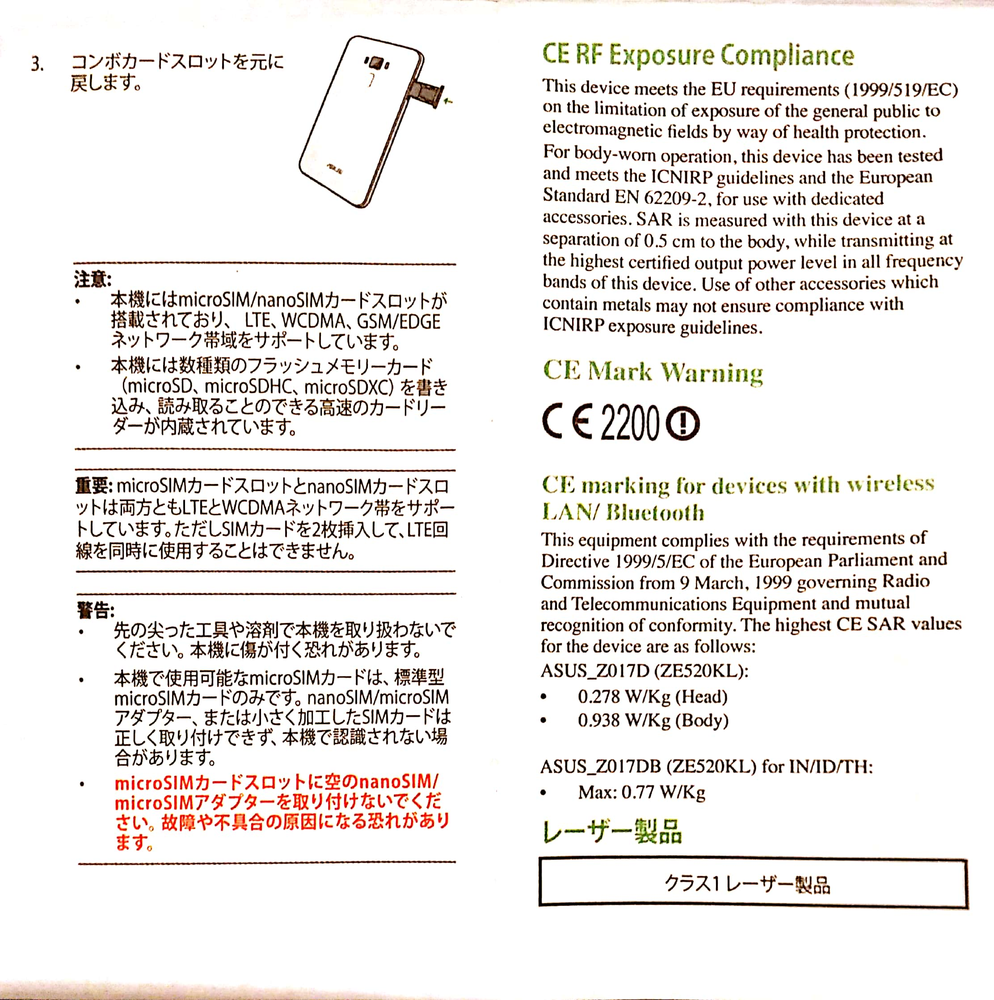 3. コンボカードスロットを元に
戻します。
注意:
• 本機にはmicroSIM/nanoSIMカードスロットが
搭載されており、 LTE、WCDMA、GSM/EDGE
ネットワーク帯域をサポートしています。
• 本機には数種類のフラッシュメモリーカード
（microSD、microSDHC、microSDXC）を書き
込み、読み取ることのできる高速のカードリー
ダーが内蔵されています。
重要: microSIMカードスロットとnanoSIMカードスロ
ットは両方ともLTEとWCDMAネットワーク帯をサポー
トしています。ただしSIMカードを2枚挿入して、LTE回
線を同時に使用することはできません。
警告:
• 先の尖った工具や溶剤で本機を取り扱わないで
ください。本機に傷が付く恐れがあります。
• 本機で使用可能なmicroSIMカードは、標準型
microSIMカードのみです。nanoSIM/microSIM
アダプター、または小さく加工したSIMカードは
正しく取り付けできず、本機で認識されない場
合があります。
• microSIMカードスロットに空のnanoSIM/
microSIMアダプターを取り付けないでくだ
さい。故障や不具合の原因になる恐れがあり
ます。
CE RF Exposure Compliance
This device meets the EU requirements (1999/519/EC)
on the limitation of exposure of the general public to
electromagnetic fields by way of health protection.
For body-worn operation, this device has been tested
and meets the ICNIRP guidelines and the European
Standard EN 62209-2, for use with dedicated
accessories. SAR is measured with this device at a
separation of 0.5 cm to the body, while transmitting at
the highest certified output power level in all frequency
bands of this device. Use of other accessories which
contain metals may not ensure compliance with
ICNIRP exposure guidelines.
CE Mark Warning
CE 2200
CE marking for devices with wireless
LAN/ Bluetooth
This equipment complies with the requirements of
Directive 1999/5/EC of the European Parliament and
Commission from 9 March, 1999 governing Radio
and Telecommunications Equipment and mutual
recognition of conformity. The highest CE SAR values
for the device are as follows:
ASUS_Z017D (ZE520KL):
• 0.278 W/Kg (Head)
• 0.938 W/Kg (Body)
ASUS_Z017DB (ZE520KL) for IN/ID/TH:
• Max: 0.77 W/Kg
レーザー製品
クラス1 レーザー製品